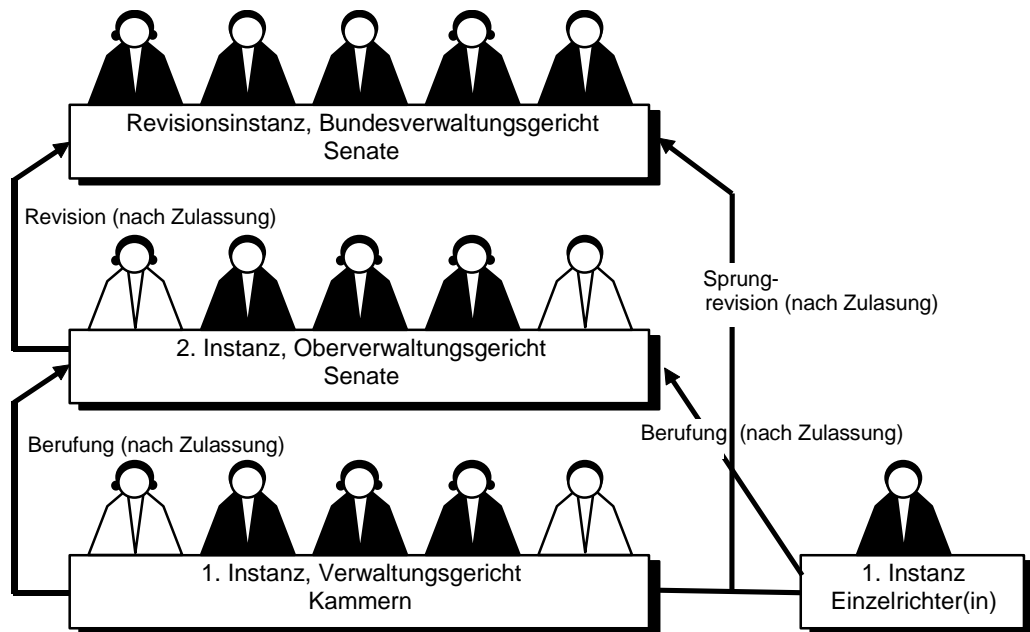 Revisionsinstanz, Bundesverwaltungsgericht
Senate
Revision (nach Zulassung)
Sprung-
revision (nach Zulasung)
2. Instanz, Oberverwaltungsgericht
Senate
Berufung (nach Zulassung)
Berufung (nach Zulassung)
1. Instanz, Verwaltungsgericht
Kammern
1. Instanz
Einzelrichter(in)